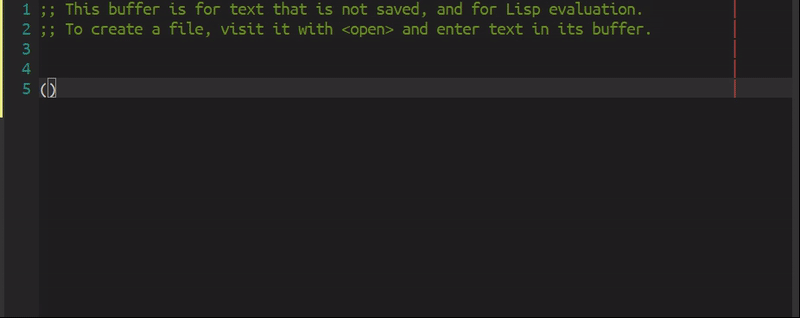 1 ;; This buffer is for text that is not saved, and for Lisp evaluation.
2 ;; To create a file, visit it with <open> and enter text in its buffer.
3
4
5 ()